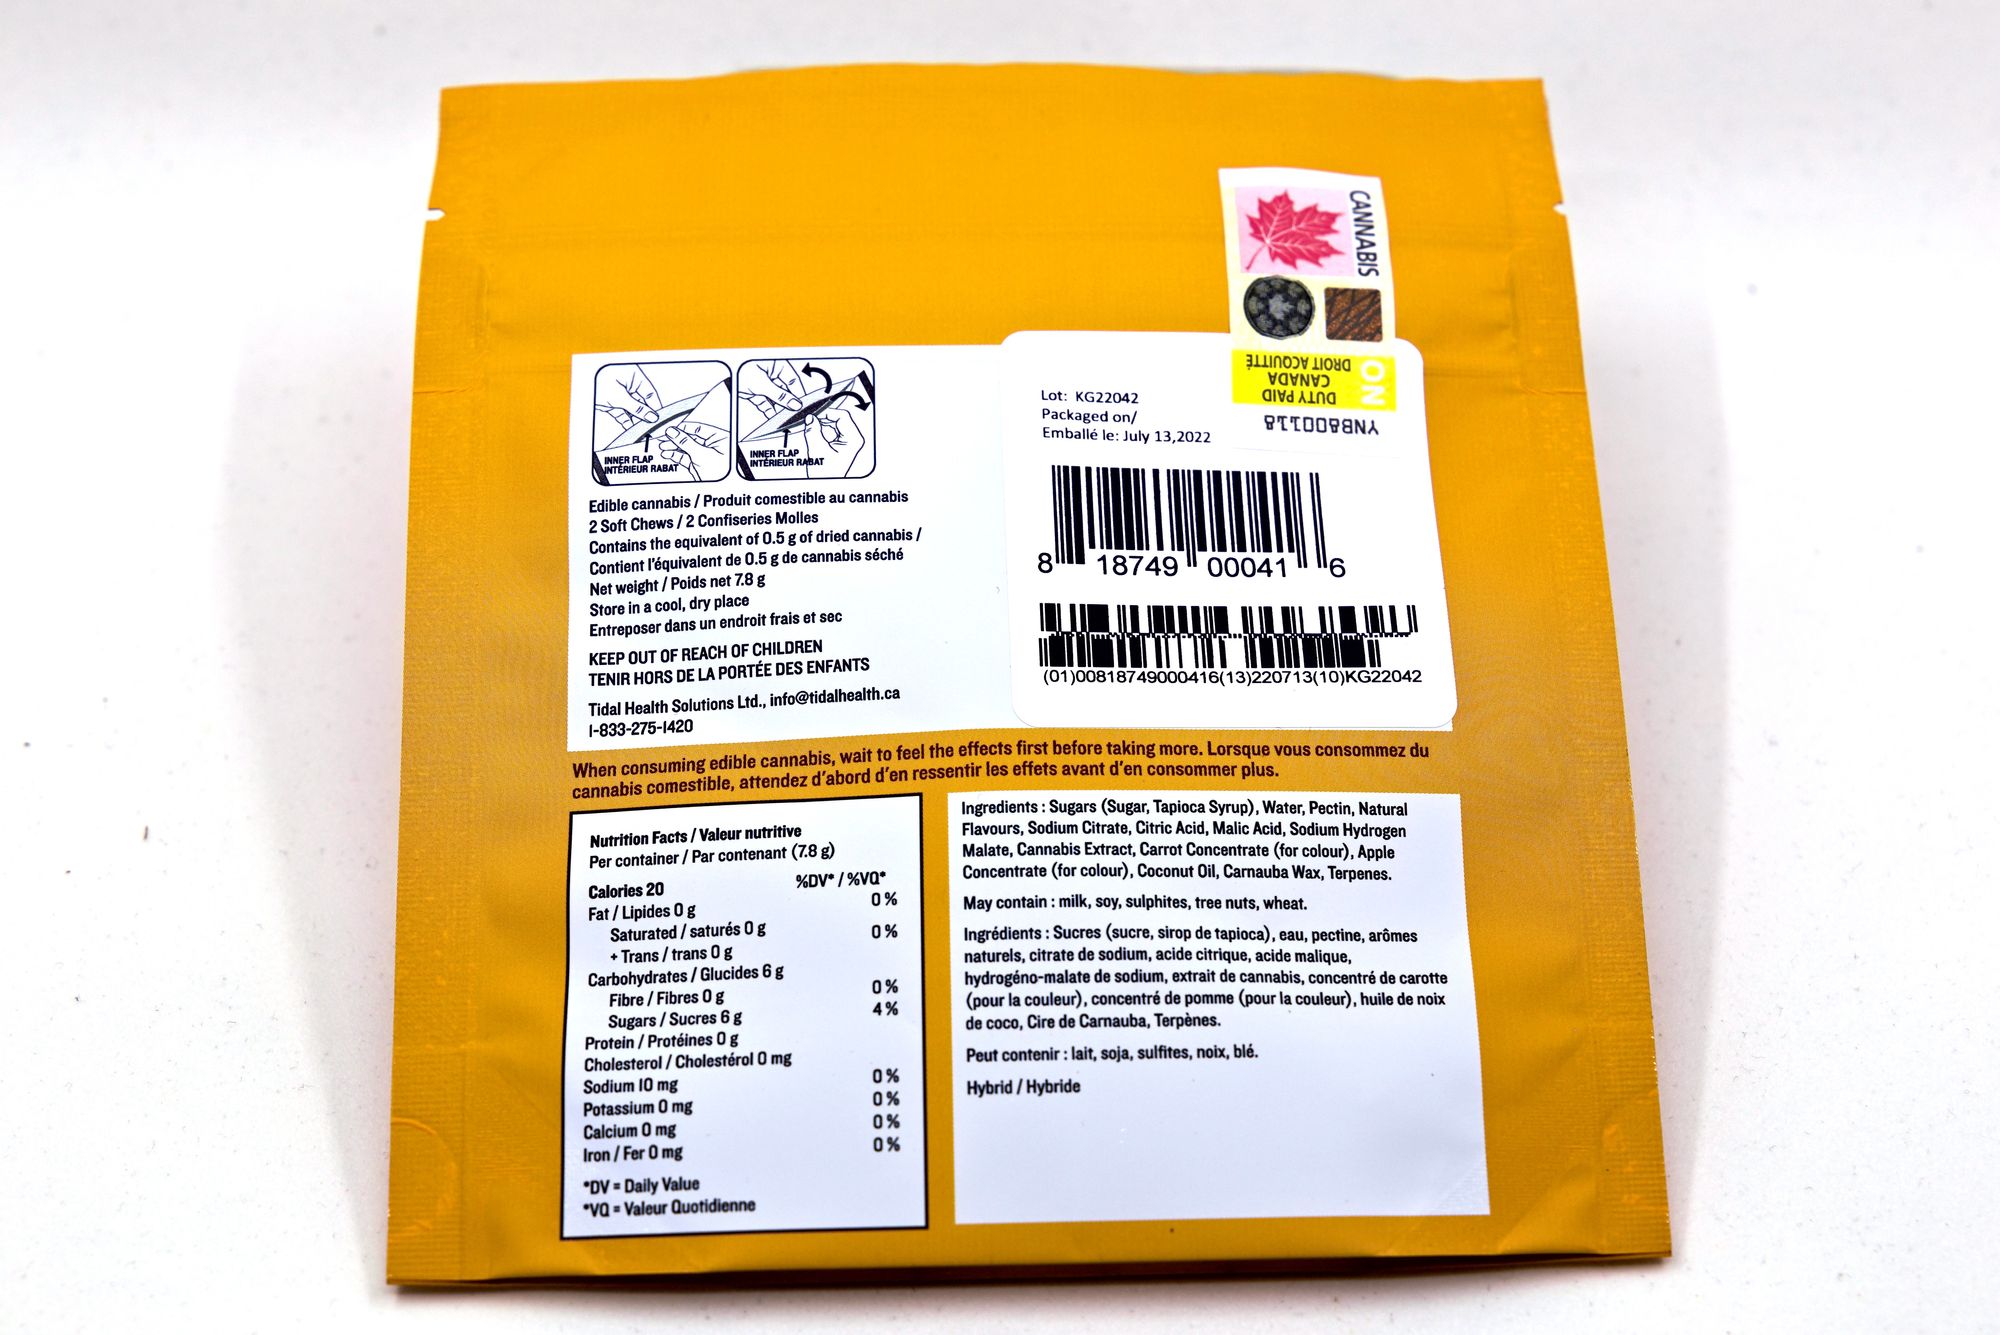 CANNABIS
ON
DUTY PAID
CANADA
DROIT ACQUITTÉ
YNB800118
INNER FLAP
INTÉRIEUR RABAT
INNER FLAP
INTÉRIEUR RABAT
Edible cannabis / Produit comestible au cannabis
2 Soft Chews / 2 Confiseries Molles
Contains the equivalent of 0.5 g of dried cannabis /
Contient l'équivalent de 0.5 g de cannabis séché
Net weight / Poids net 7.8 g
Store in a cool, dry place
Entreposer dans un endroit frais et sec
KEEP OUT OF REACH OF CHILDREN
TENIR HORS DE LA PORTÉE DES ENFANTS
Tidal Health Solutions Ltd., info@tidalhealth.ca
1-833-275-1420
Lot: KG22042
Packaged on/
Emballé le: July 13,2022
8 18749 00041 6
(01)00818749000416(13)220713(10)KG22042
When consuming edible cannabis, wait to feel the effects first before taking more. Lorsque vous consommez du
cannabis comestible, attendez d'abord d'en ressentir les effets avant d'en consommer plus.
Nutrition Facts / Valeur nutritive
Per container / Par contenant (7.8 g)
Calories 20 %DV* / %VQ*
Fat / Lipides 0 g 0 %
Saturated / saturés 0 g 0 %
+ Trans / trans 0 g
Carbohydrates / Glucides 6 g
Fibre / Fibres 0 g 0 %
Sugars / Sucres 6 g 4 %
Protein / Protéines 0 g
Cholesterol / Cholestérol 0 mg
Sodium 10 mg 0 %
Potassium 0 mg 0 %
Calcium 0 mg 0 %
Iron / Fer 0 mg 0 %
*DV = Daily Value
*VQ = Valeur Quotidienne
Ingredients : Sugars (Sugar, Tapioca Syrup), Water, Pectin, Natural
Flavours, Sodium Citrate, Citric Acid, Malic Acid, Sodium Hydrogen
Malate, Cannabis Extract, Carrot Concentrate (for colour), Apple
Concentrate (for colour), Coconut Oil, Carnauba Wax, Terpenes.
May contain : milk, soy, sulphites, tree nuts, wheat.
Ingrédients : Sucres (sucre, sirop de tapioca), eau, pectine, arômes
naturels, citrate de sodium, acide citrique, acide malique,
hydrogéno-malate de sodium, extrait de cannabis, concentré de carotte
(pour la couleur), concentré de pomme (pour la couleur), huile de noix
de coco, Cire de Carnauba, Terpènes.
Peut contenir : lait, soja, sulfites, noix, blé.
Hybrid / Hybride